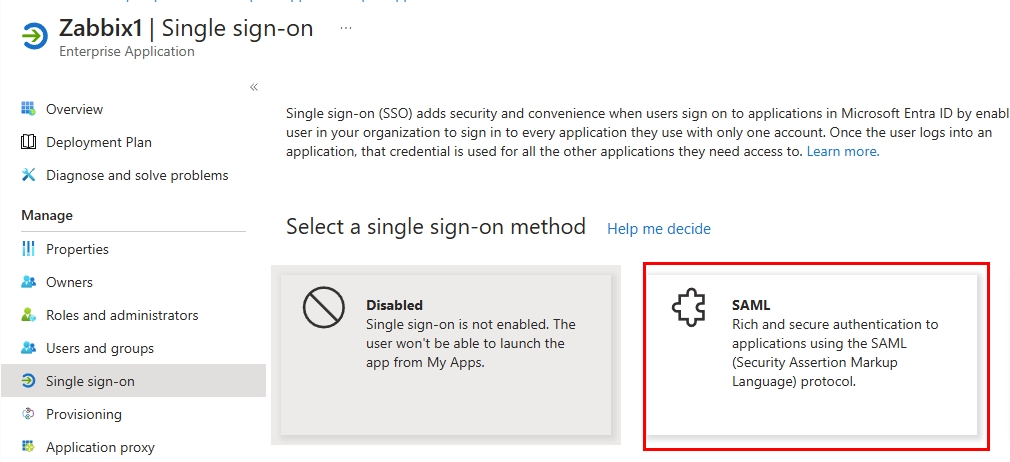 Zabbix1 | Single sign-on ...
Enterprise Application
«
Overview
Deployment Plan
Diagnose and solve problems
Manage
Properties
Owners
Roles and administrators
Users and groups
Single sign-on
Provisioning
Application proxy
Single sign-on (SSO) adds security and convenience when users sign on to applications in Microsoft Entra ID by enabl
user in your organization to sign in to every application they use with only one account. Once the user logs into an
application, that credential is used for all the other applications they need access to. Learn more.
Select a single sign-on method Help me decide
Disabled
Single sign-on is not enabled. The
user won't be able to launch the
app from My Apps.
SAML
Rich and secure authentication to
applications using the SAML
(Security Assertion Markup
Language) protocol.